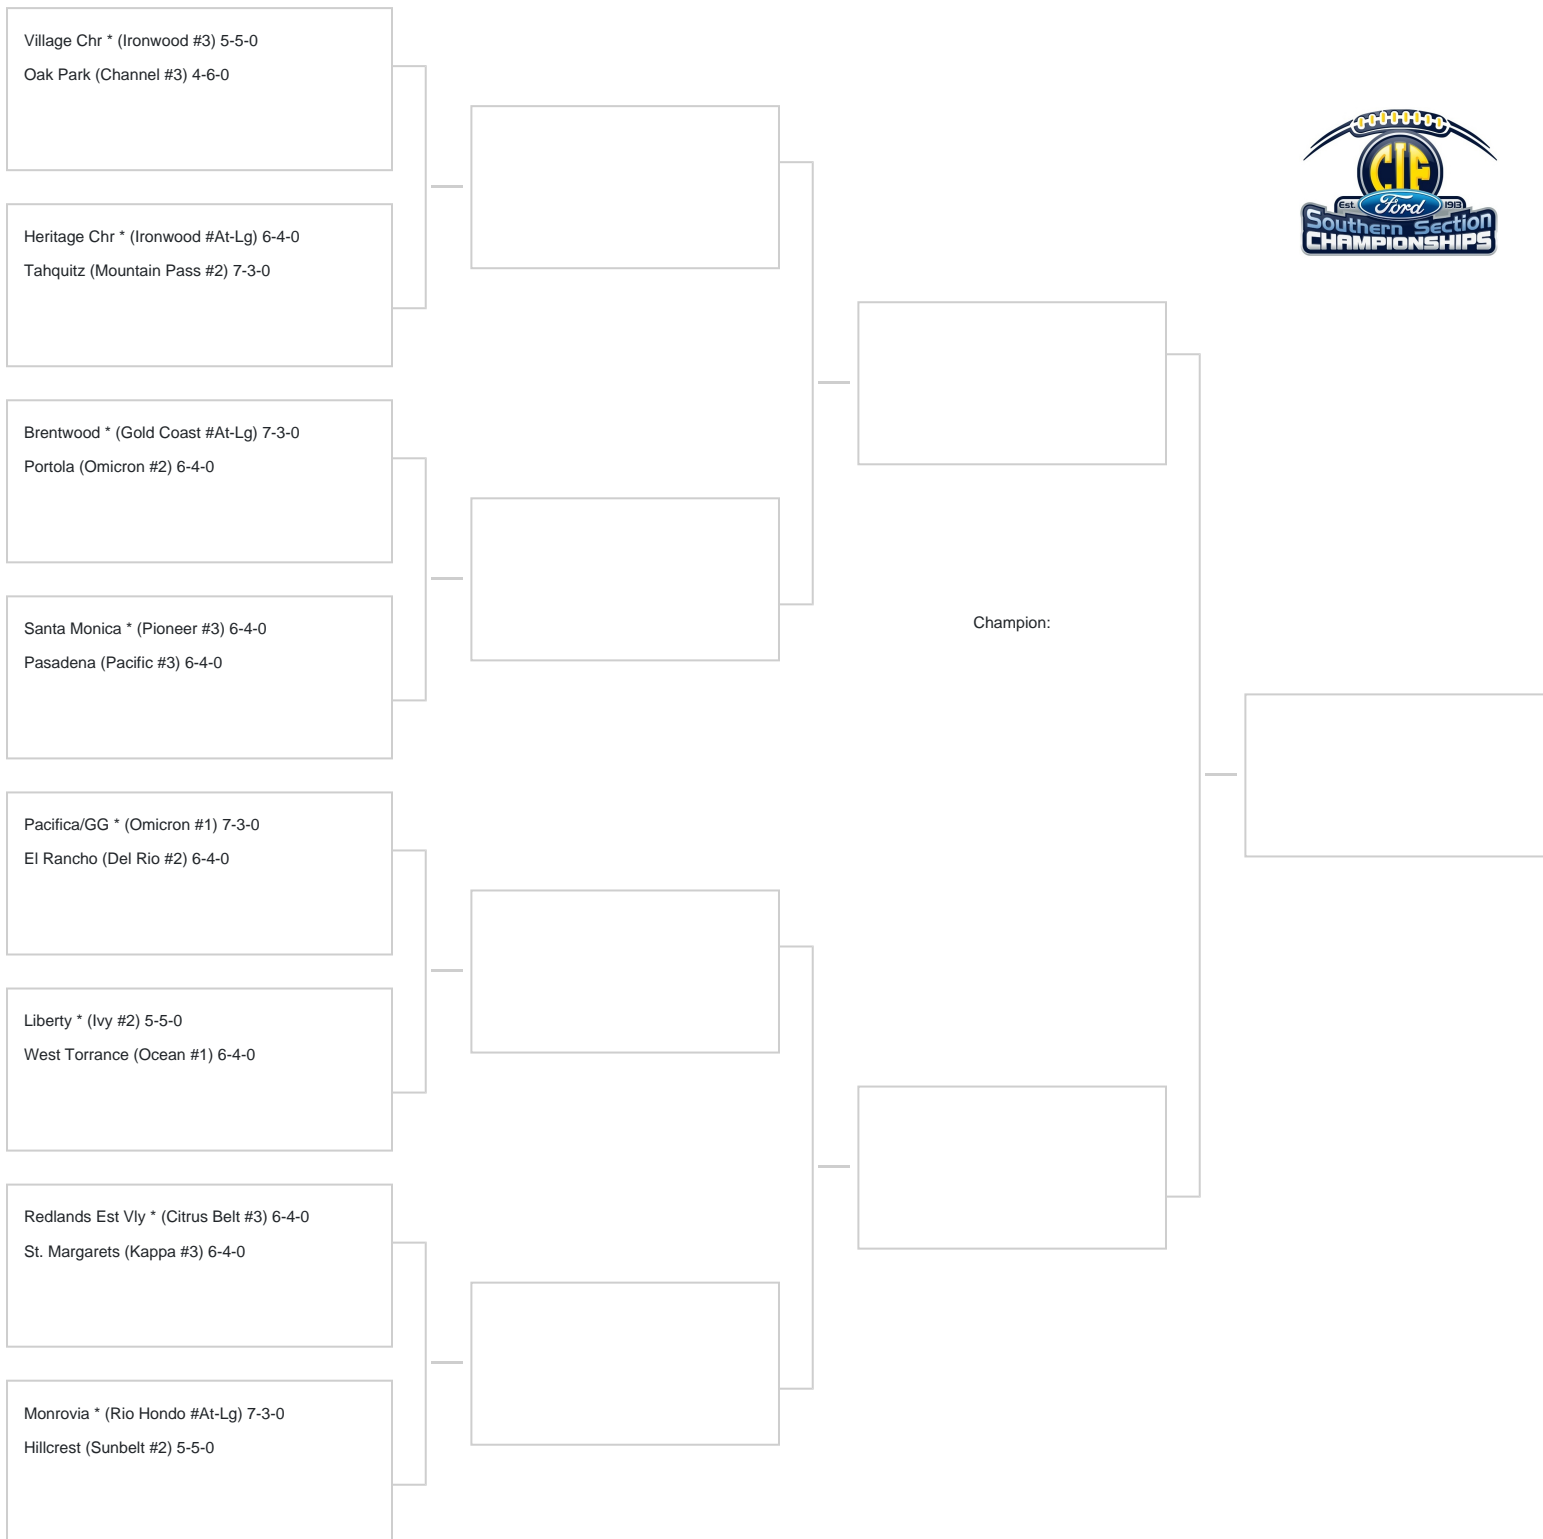 Village Chr * (Ironwood #3) 5-5-0
Oak Park (Channel #3) 4-6-0
Heritage Chr * (Ironwood #At-Lg) 6-4-0
Tahquitz (Mountain Pass #2) 7-3-0
Brentwood * (Gold Coast #At-Lg) 7-3-0
Portola (Omicron #2) 6-4-0
Santa Monica * (Pioneer #3) 6-4-0
Pasadena (Pacific #3) 6-4-0
Pacifica/GG * (Omicron #1) 7-3-0
El Rancho (Del Rio #2) 6-4-0
Liberty * (Ivy #2) 5-5-0
West Torrance (Ocean #1) 6-4-0
Redlands Est Vly * (Citrus Belt #3) 6-4-0
St. Margarets (Kappa #3) 6-4-0
Monrovia * (Rio Hondo #At-Lg) 7-3-0
Hillcrest (Sunbelt #2) 5-5-0
Champion:
CIF
Est. Ford 1913
Southern Section
CHAMPIONSHIPS